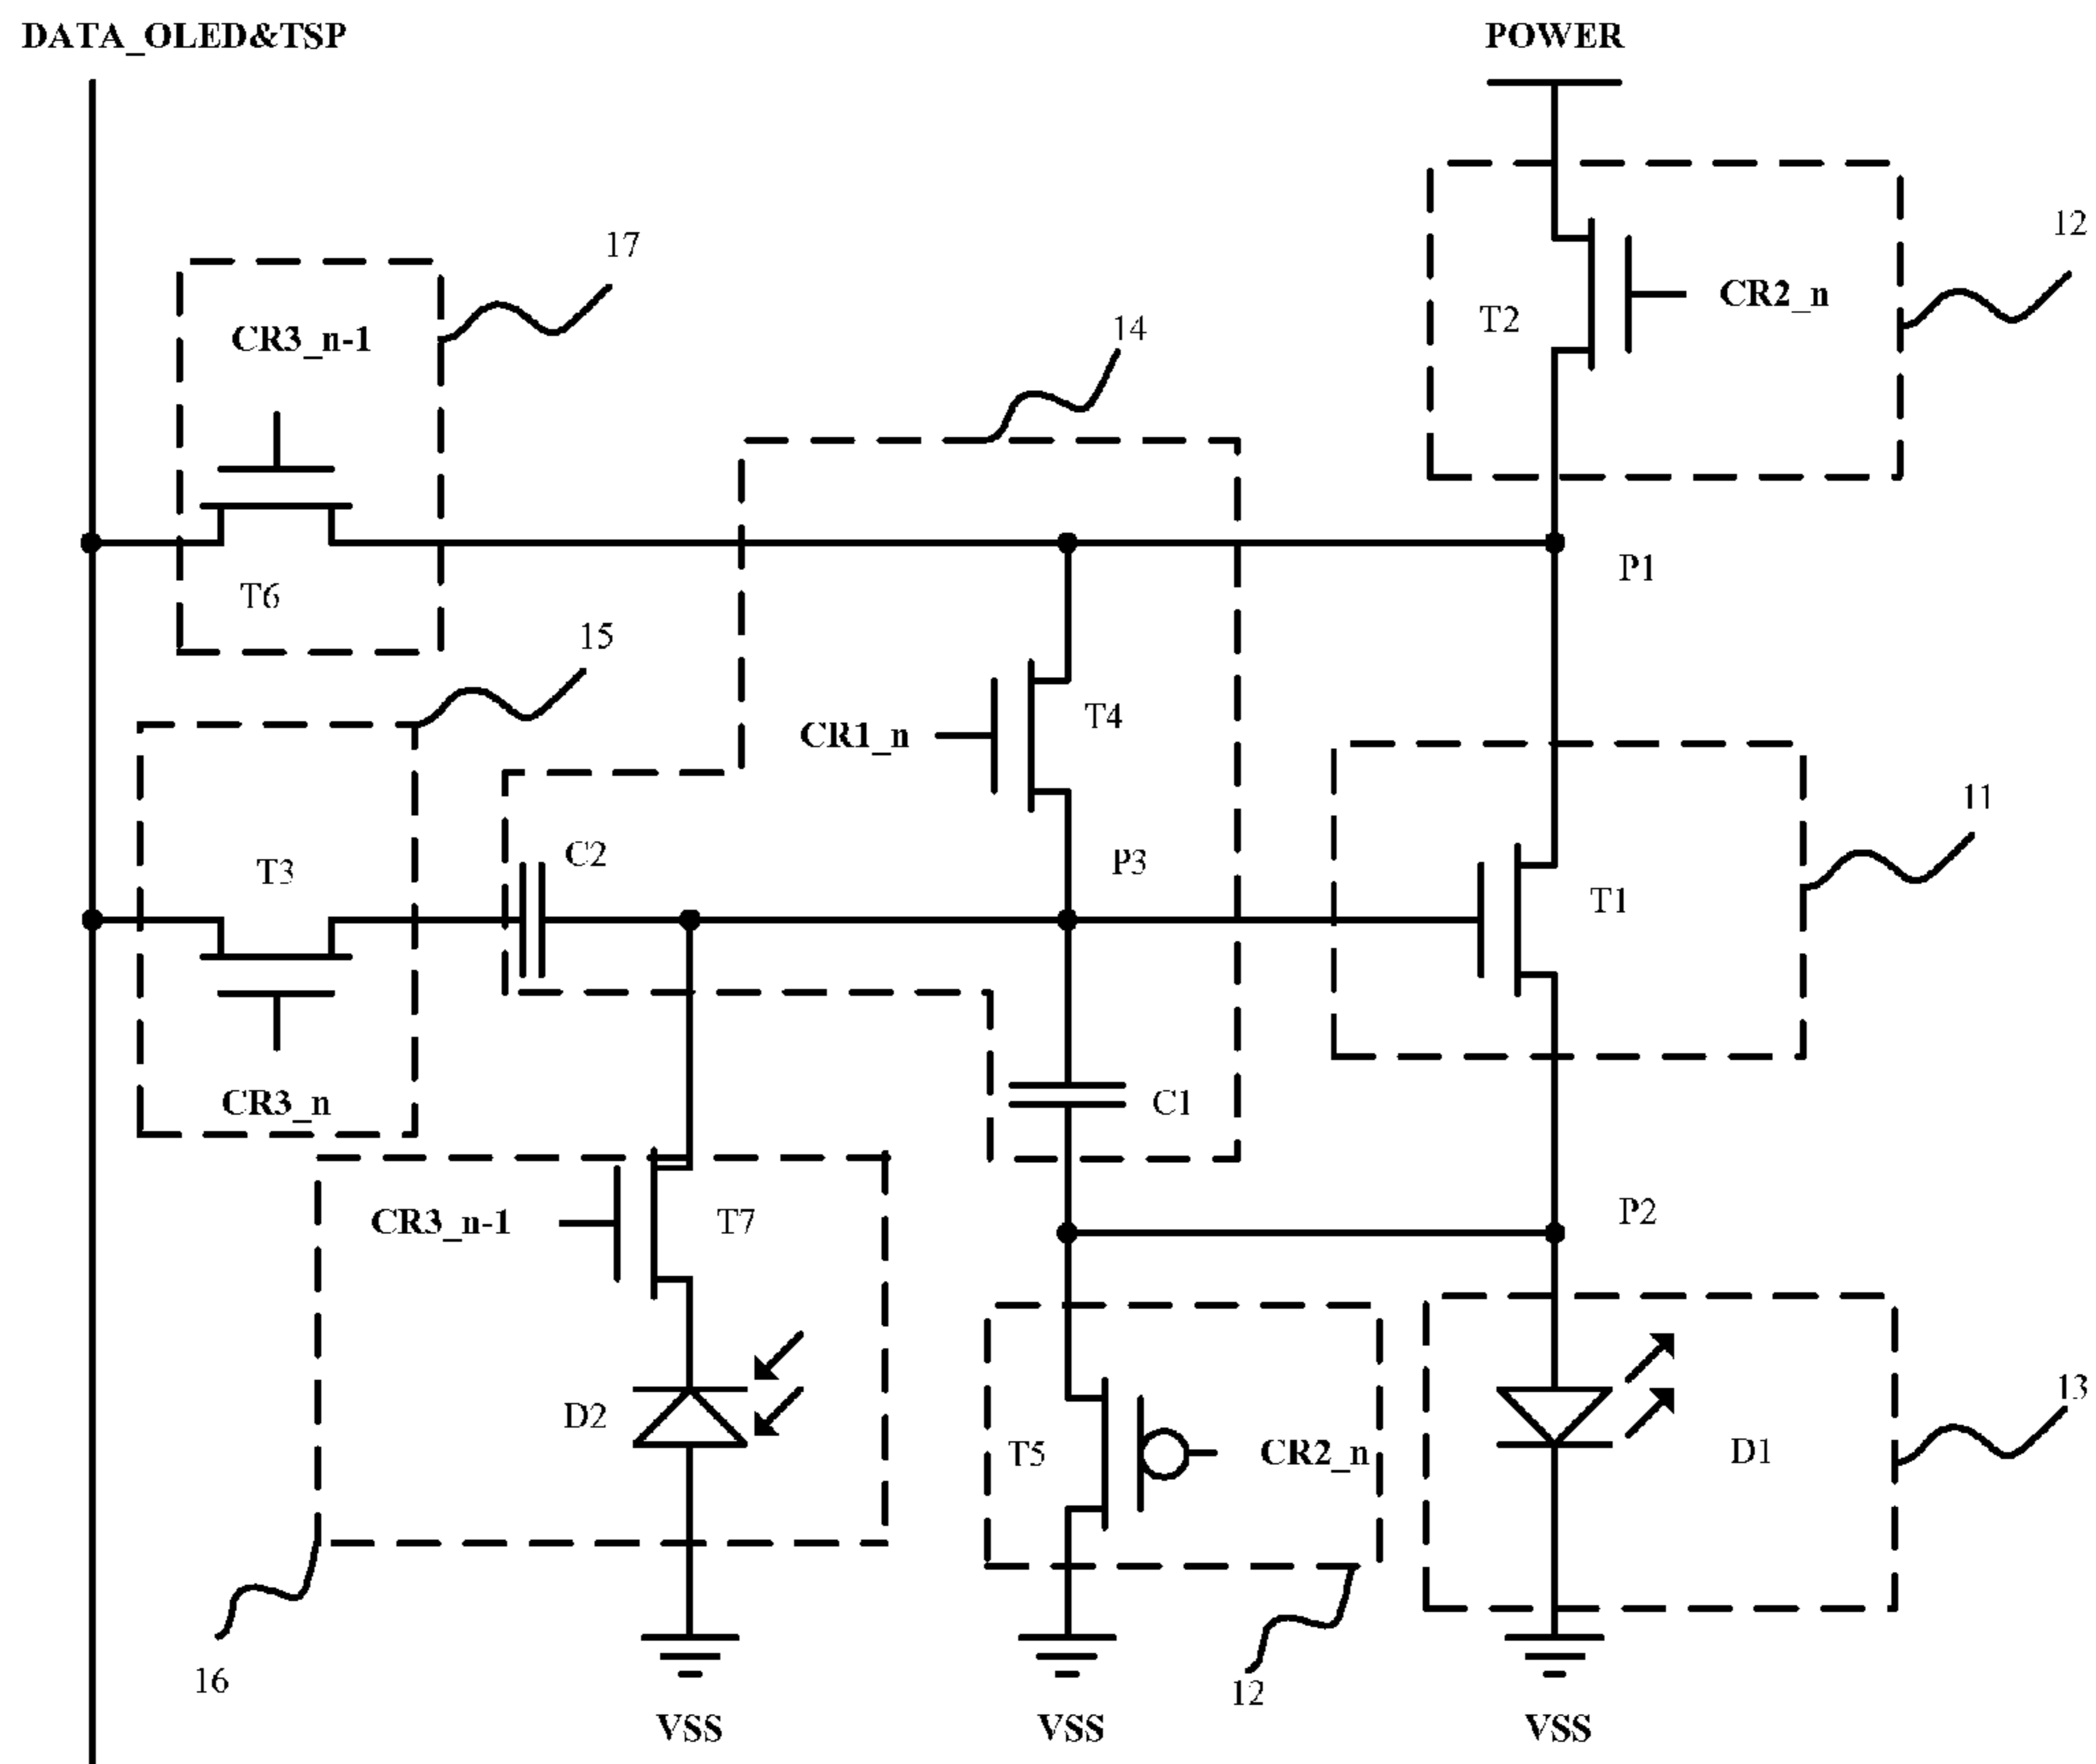 DATA_OLED&TSP
POWER
12
17
CR2_n
T2
14
CR3_n-1
P1
T6
15
T4
CR1_n
11
C2
P3
T3
T1
CR3_n
C1
P2
CR3_n-1
T7
13
D2
T5
CR2_n
D1
16
12
VSS
VSS
VSS